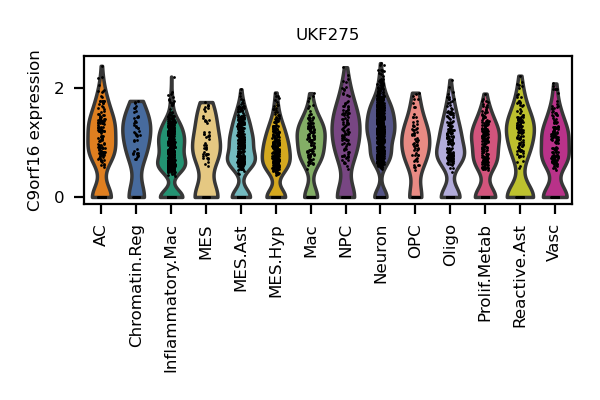 UKF275
C9orf16 expression
2
0
AC
Chromatin.Reg
Inflammatory.Mac
MES
MES.Ast
MES.Hyp
Mac
NPC
Neuron
OPC
Oligo
Prolif.Metab
Reactive.Ast
Vasc